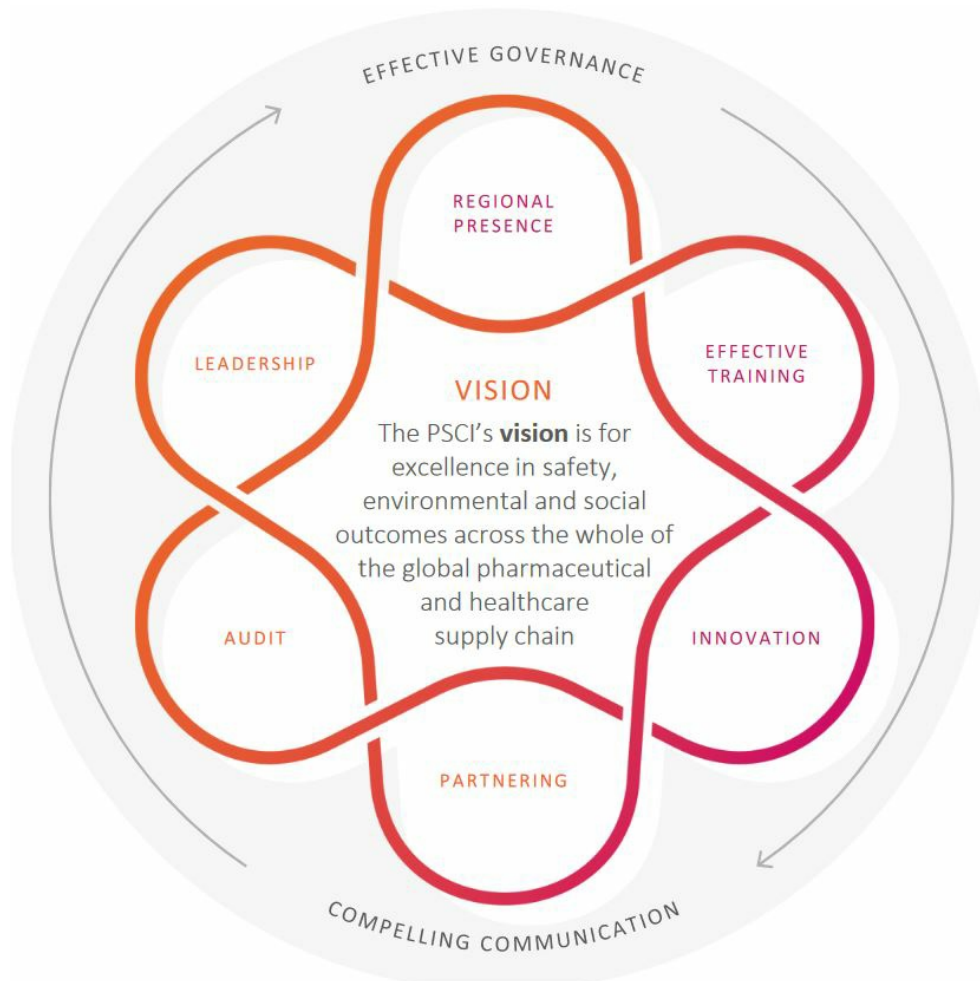 EFFECTIVE GOVERNANCE
REGIONAL
PRESENCE
LEADERSHIP
EFFECTIVE
TRAINING
VISION
The PSCI’s vision is for
excellence in safety,
environmental and social
outcomes across the whole of
the global pharmaceutical
and healthcare
supply chain
AUDIT
INNOVATION
PARTNERING
COMPELLING COMMUNICATION